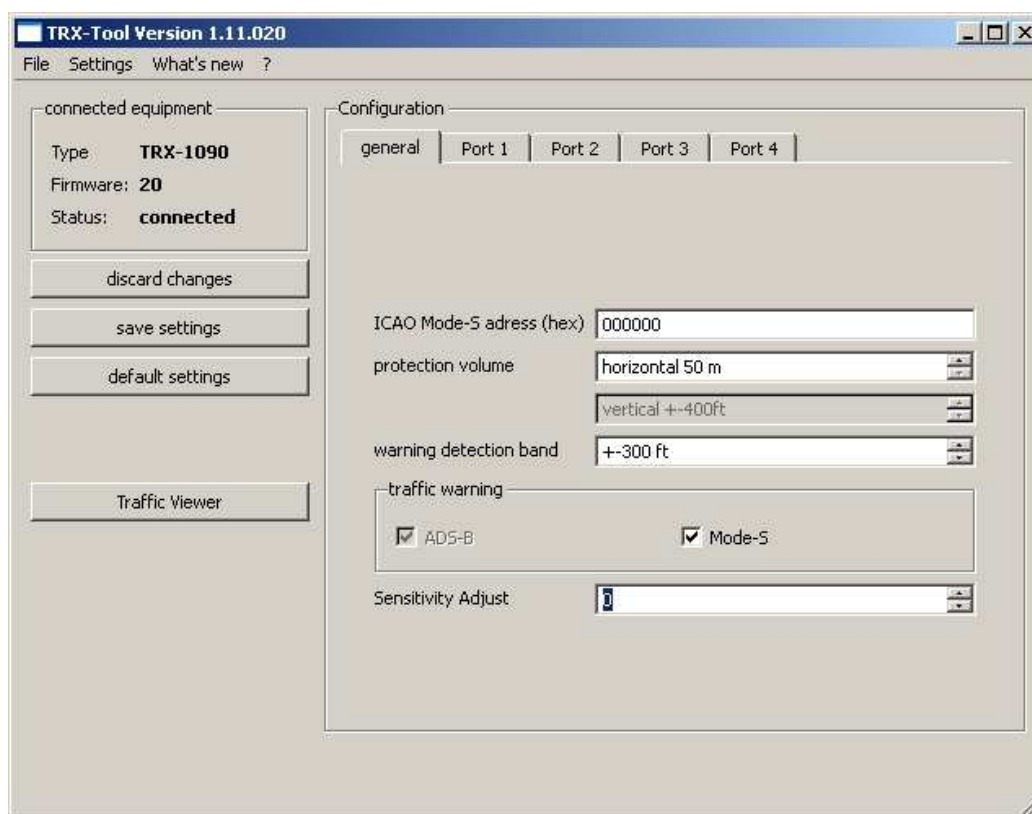 TRX-Tool Version 1.11.020
File Settings What's new ?
connected equipment
Type TRX-1090
Firmware: 20
Status: connected
discard changes
save settings
default settings
Traffic Viewer
Configuration
general Port 1 Port 2 Port 3 Port 4
ICAO Mode-S adress (hex) 000000
protection volume horizontal 50 m
vertical +-400ft
warning detection band +-300 ft
traffic warning
ADS-B Mode-S
Sensitivity Adjust 0